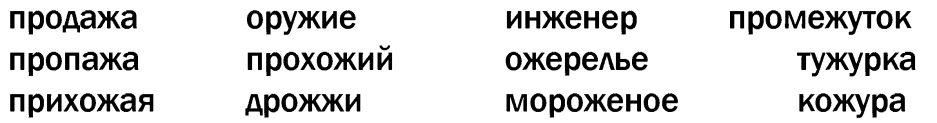 продажа оружие инженер промежуток
пропажа прохожий ожерелье тужурка
прихожая дрожжи мороженое кожура